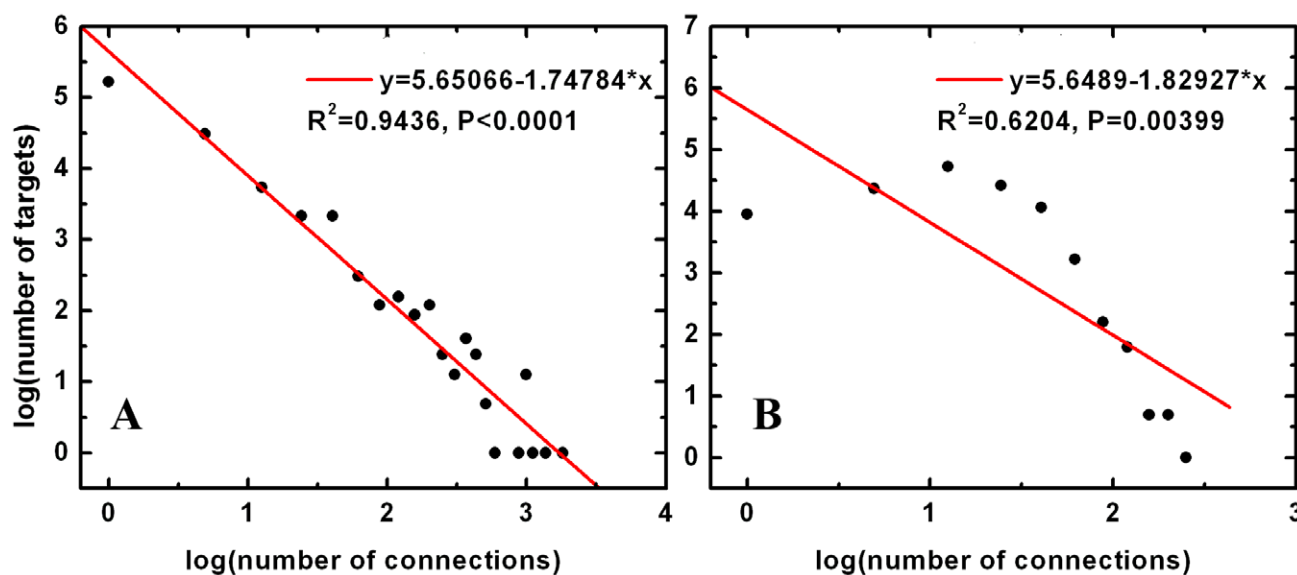 6
5
4
3
2
1
0
log(number of targets)
y=5.65066-1.74784*x
R²=0.9436, P<0.0001
A
0 1 2 3 4
log(number of connections)
7
6
5
4
3
2
1
0
y=5.6489-1.82927*x
R²=0.6204, P=0.00399
B
0 1 2 3
log(number of connections)